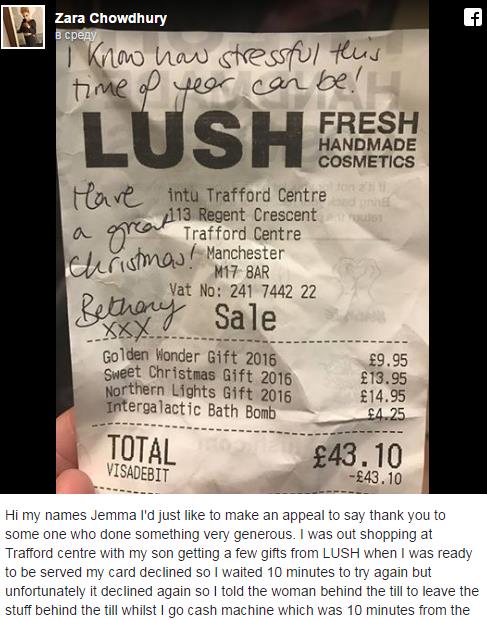 Zara Chowdhury
в среду
I know how stressful this
time of year can be!
LUSH
FRESH
HANDMADE
COSMETICS
Have
a great
christmas!
Bethany
xxx
intu Trafford Centre
113 Regent Crescent
Trafford Centre
Manchester
M17 8AR
Vat No: 241 7442 22
Sale
Golden Wonder Gift 2016 £9.95
Sweet Christmas Gift 2016 £13.95
Northern Lights Gift 2016 £14.95
Intergalactic Bath Bomb £4.25
TOTAL £43.10
VISADEBIT -£43.10
Hi my names Jemma I'd just like to make an appeal to say thank you to
some one who done something very generous. I was out shopping at
Trafford centre with my son getting a few gifts from LUSH when I was ready
to be served my card declined so I waited 10 minutes to try again but
unfortunately it declined again so I told the woman behind the till to leave the
stuff behind the till whilst I go cash machine which was 10 minutes from the